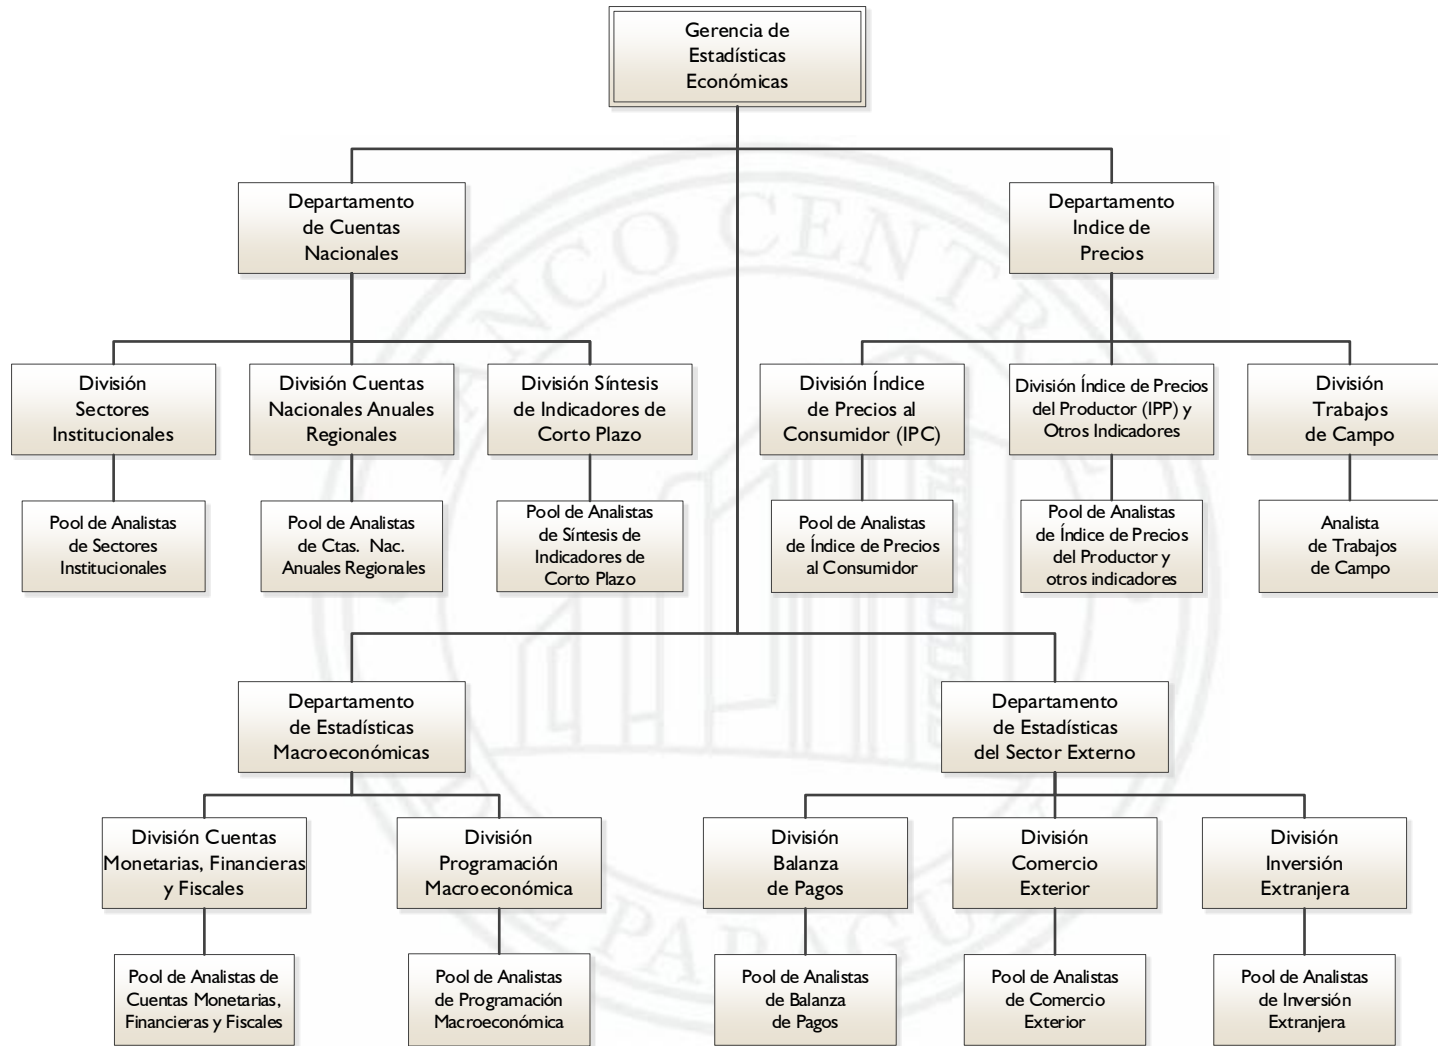 Gerencia de
Estadísticas
Económicas
Departamento
de Cuentas
Nacionales
Departamento
Indice de
Precios
División
Sectores
Institucionales
División Cuentas
Nacionales Anuales
Regionales
División Síntesis
de Indicadores de
Corto Plazo
División Índice
de Precios al
Consumidor (IPC)
División Índice de Precios
del Productor (IPP) y
Otros Indicadores
División
Trabajos
de Campo
Pool de Analistas
de Sectores
Institucionales
Pool de Analistas
de Ctas. Nac.
Anuales Regionales
Pool de Analistas
de Síntesis de
Indicadores de
Corto Plazo
Pool de Analistas
de Índice de Precios
al Consumidor
Pool de Analistas
de Índice de Precios
del Productor y
otros indicadores
Analista
de Trabajos
de Campo
Departamento
de Estadísticas
Macroeconómicas
Departamento
de Estadísticas
del Sector Externo
División Cuentas
Monetarias, Financieras
y Fiscales
División
Programación
Macroeconómica
División
Balanza
de Pagos
División
Comercio
Exterior
División
Inversión
Extranjera
Pool de Analistas de
Cuentas Monetarias,
Financieras y Fiscales
Pool de Analistas
de Programación
Macroeconómica
Pool de Analistas
de Balanza
de Pagos
Pool de Analistas
de Comercio
Exterior
Pool de Analistas
de Inversión
Extranjera
BANCO CENTRAL
DEL PARAGUAY